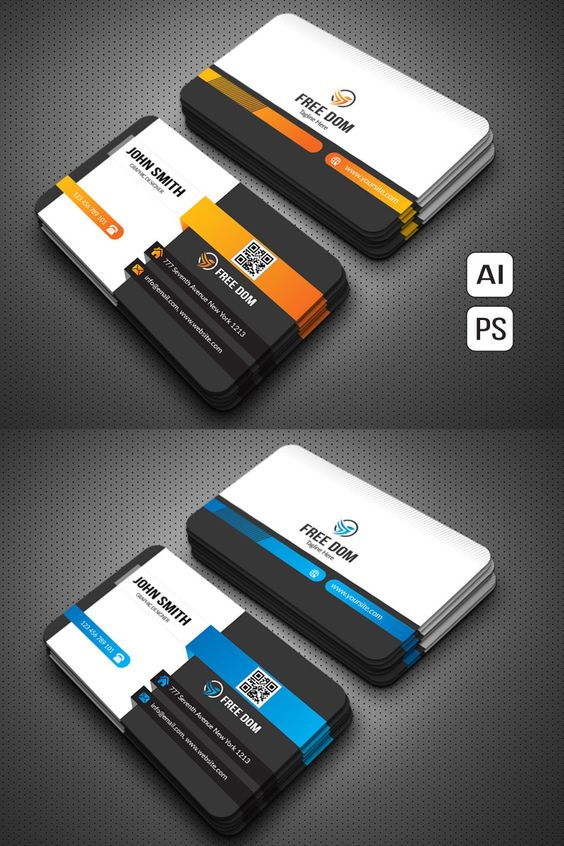 FREE DOM
Tagline Here
www.yoursite.com
JOHN SMITH
GRAPHIC DESIGNER
123 456 789 101
FREE DOM
777 Seventh Avenue New York 1213
info@email.com, www.website.com
AI
PS
FREE DOM
Tagline Here
www.yoursite.com
JOHN SMITH
GRAPHIC DESIGNER
123 456 789 101
FREE DOM
777 Seventh Avenue New York 1213
info@email.com, www.website.com